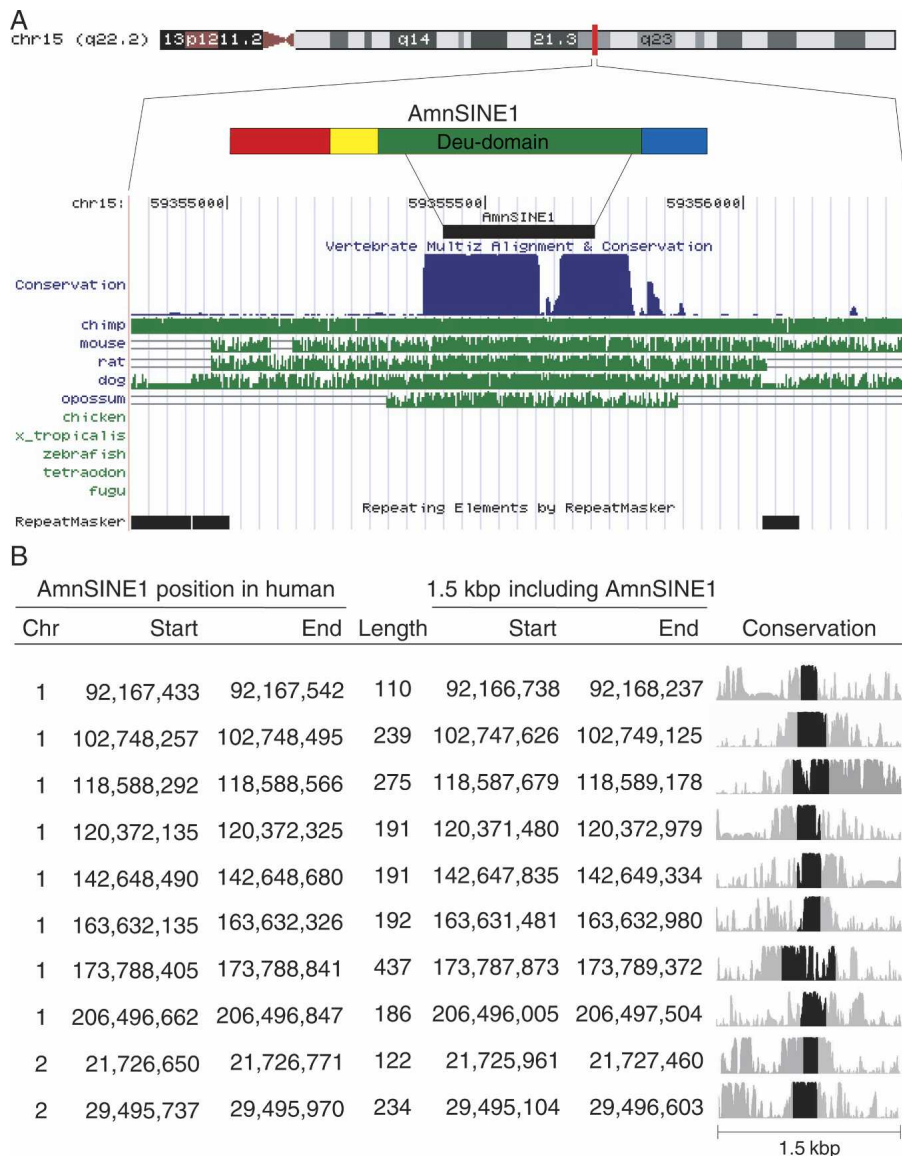 A
chr15 (q22.2) 13 p12 11.2 q14 21.3 q23
AmnSINE1
Deu-domain
chr15: 59355000 59355500 59356000
AmnSINE1
Vertebrate Multiz Alignment & Conservation
Conservation
chimp
mouse
rat
dog
opossum
chicken
x_tropicalis
zebrafish
tetraodon
fugu
Repeating Elements by RepeatMasker
RepeatMasker
B
AmnSINE1 position in human 1.5 kbp including AmnSINE1
Chr Start End Length Start End Conservation
1 92,167,433 92,167,542 110 92,166,738 92,168,237
1 102,748,257 102,748,495 239 102,747,626 102,749,125
1 118,588,292 118,588,566 275 118,587,679 118,589,178
1 120,372,135 120,372,325 191 120,371,480 120,372,979
1 142,648,490 142,648,680 191 142,647,835 142,649,334
1 163,632,135 163,632,326 192 163,631,481 163,632,980
1 173,788,405 173,788,841 437 173,787,873 173,789,372
1 206,496,662 206,496,847 186 206,496,005 206,497,504
2 21,726,650 21,726,771 122 21,725,961 21,727,460
2 29,495,737 29,495,970 234 29,495,104 29,496,603
1.5 kbp